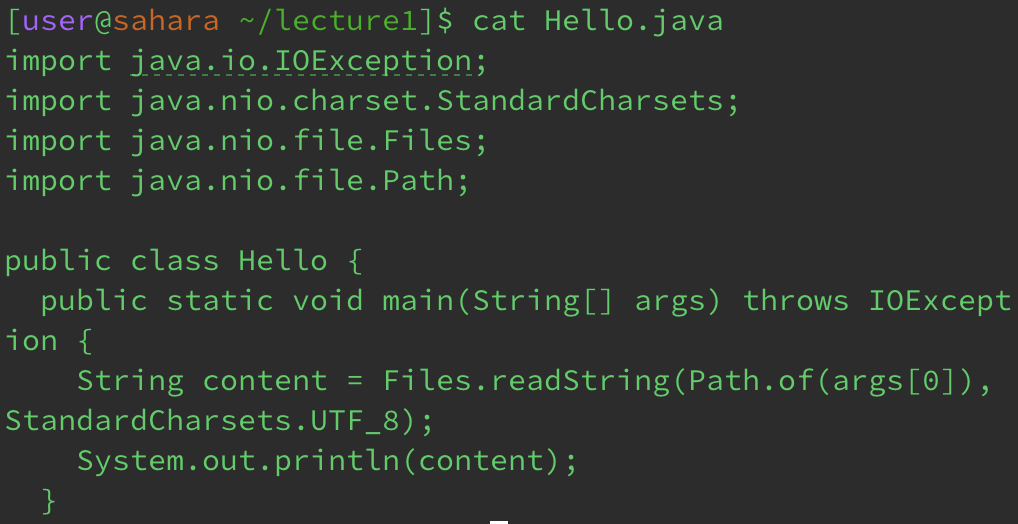 [user@sahara ~/lecture1]$ cat Hello.java
import java.io.IOException;
import java.nio.charset.StandardCharsets;
import java.nio.file.Files;
import java.nio.file.Path;

public class Hello {
  public static void main(String[] args) throws IOExcept
ion {
    String content = Files.readString(Path.of(args[0]),
StandardCharsets.UTF_8);
    System.out.println(content);
  }